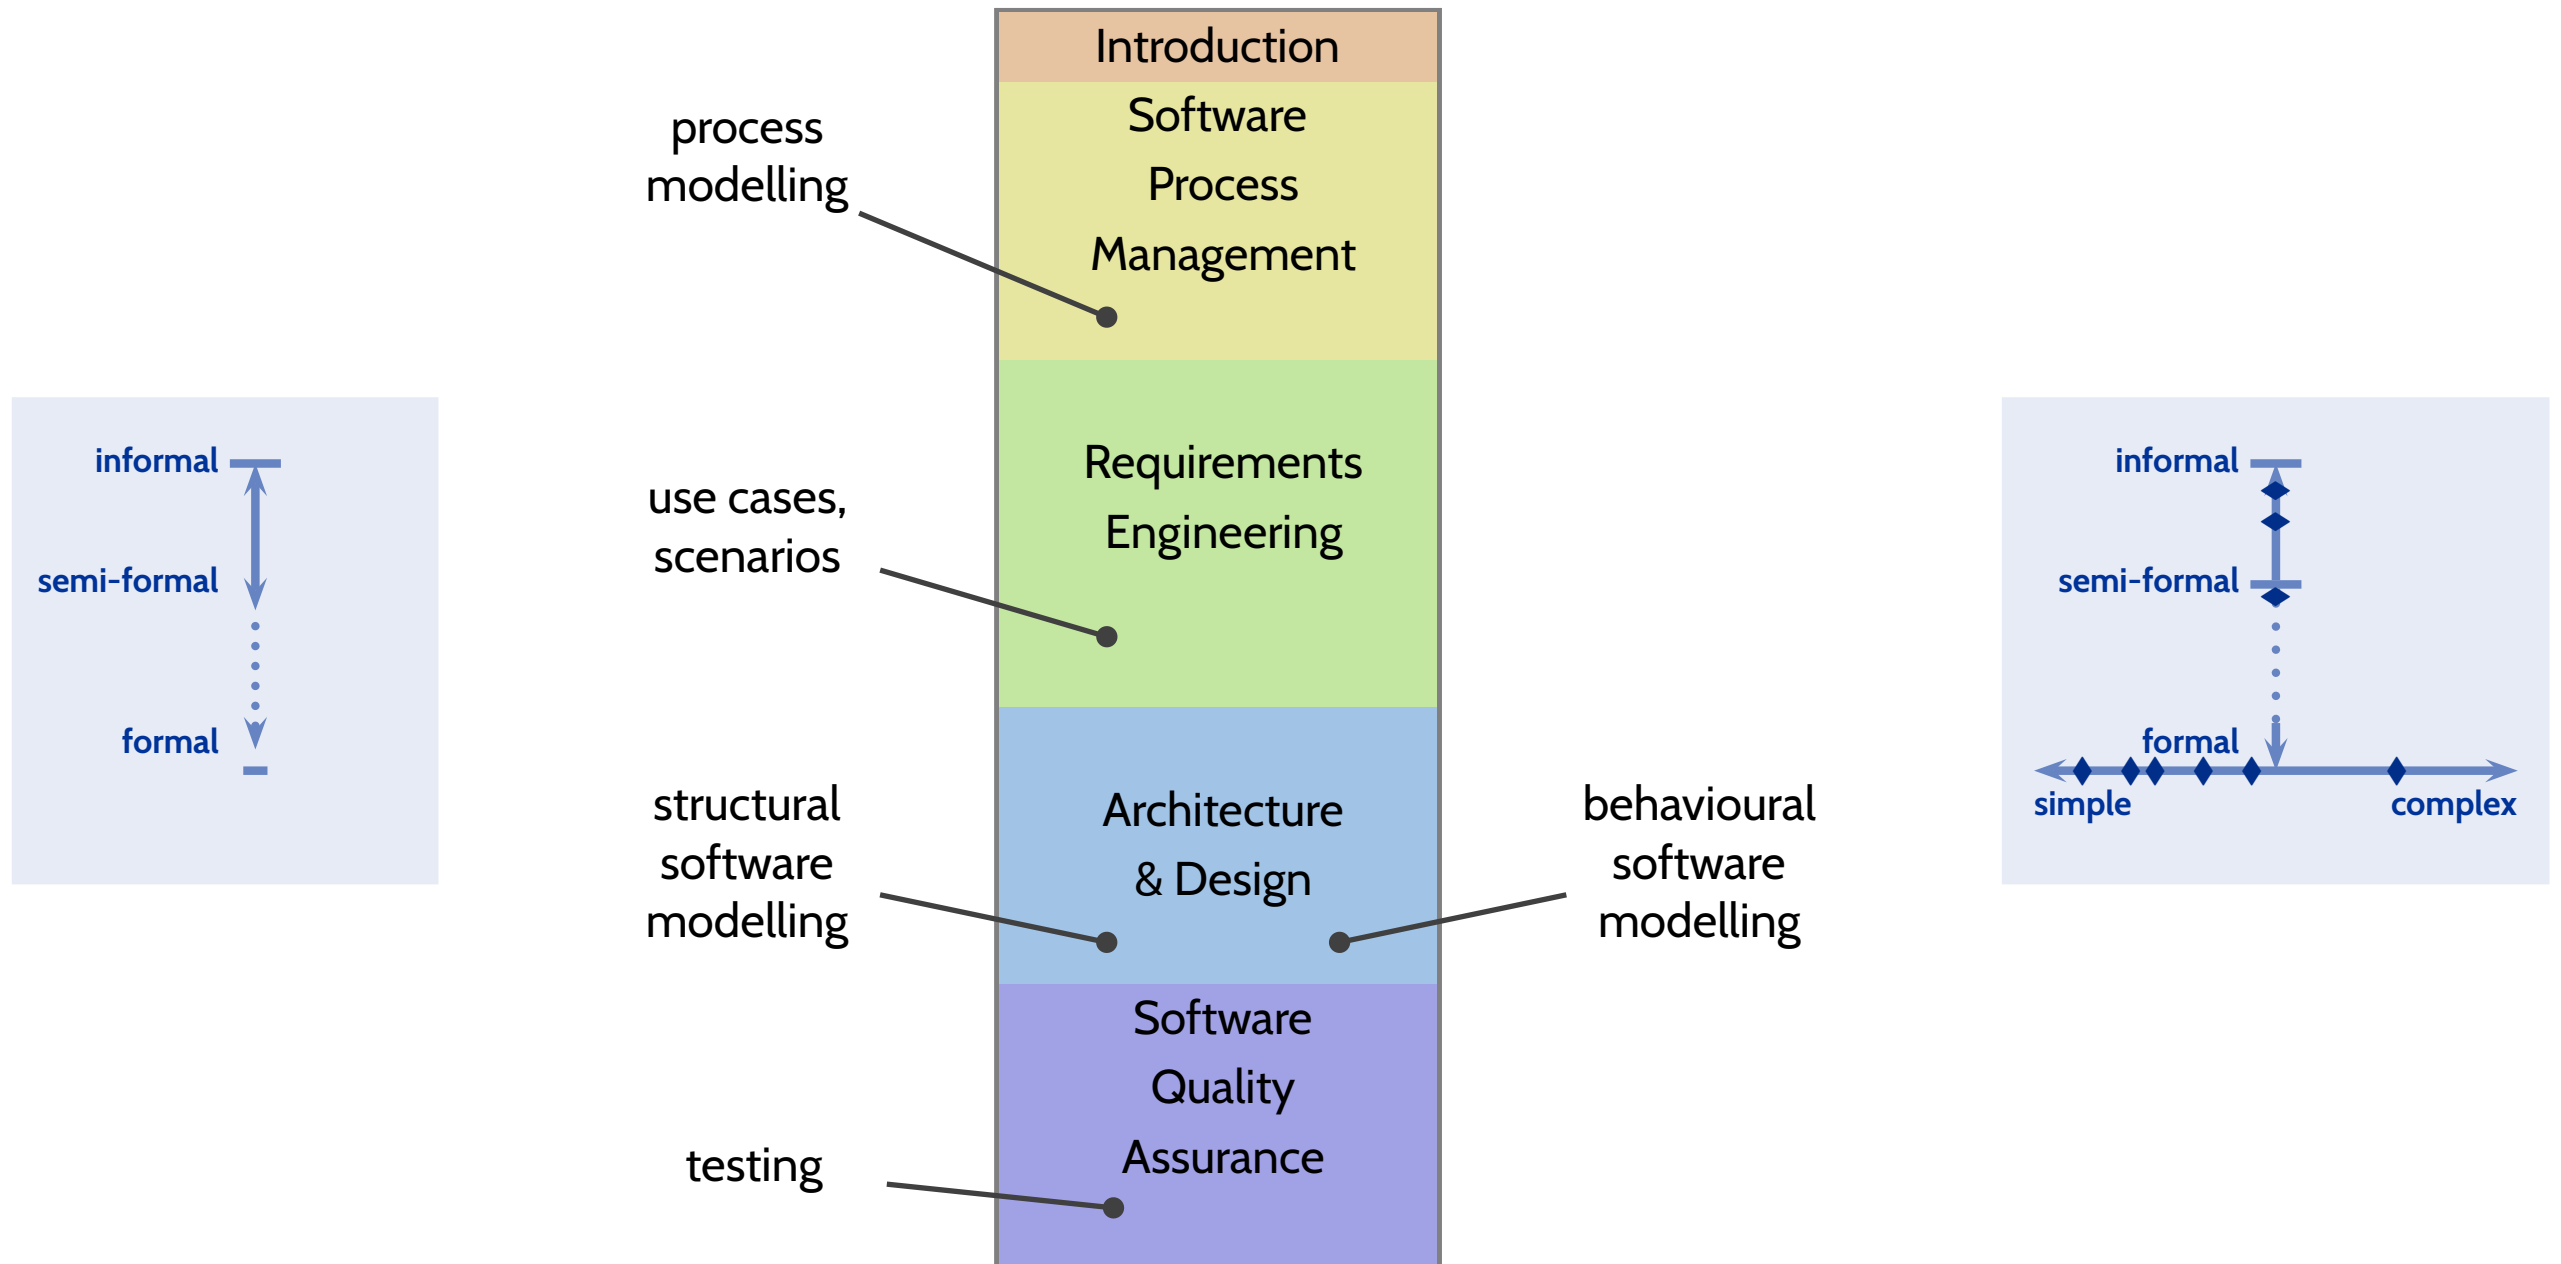 Introduction
Software
Process
Management
process
modelling
Requirements
Engineering
use cases,
scenarios
Architecture
& Design
structural
software
modelling
behavioural
software
modelling
Software
Quality
Assurance
testing
informal
semi-formal
formal
informal
semi-formal
formal
simple
complex